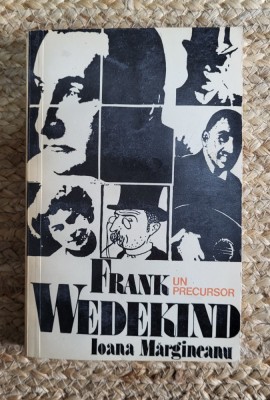 FRANK UN
PRECURSOR
WEDEKIND
Ioana Mărgineanu